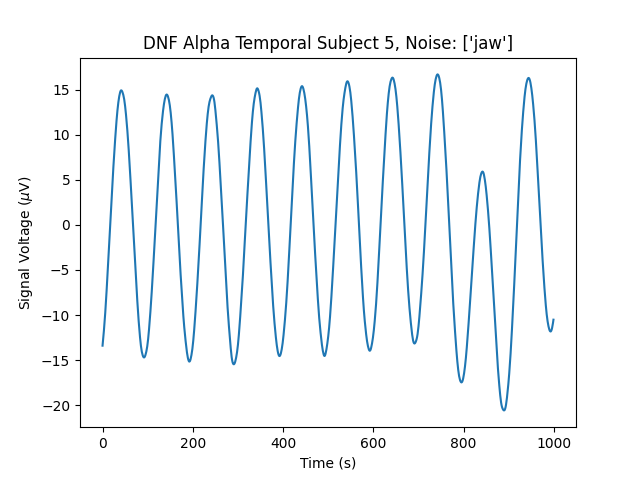 DNF Alpha Temporal Subject 5, Noise: ['jaw']
Signal Voltage (μV)
15
10
5
0
−5
−10
−15
−20
0 200 400 600 800 1000
Time (s)